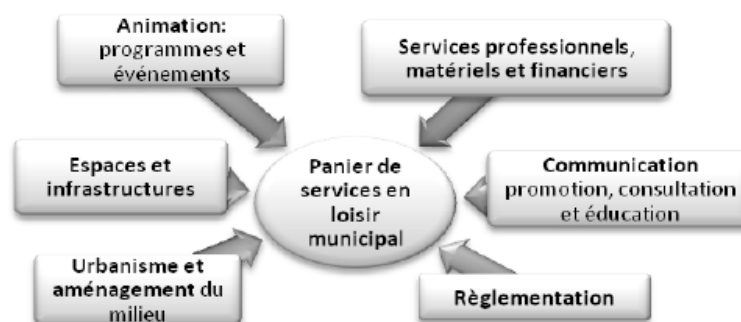 Animation:
programmes et
événements
Services professionnels,
matériels et financiers
Espaces et
infrastructures
Panier de
services en
loisir
municipal
Communication
promotion, consultation
et éducation
Urbanisme et
aménagement du
milieu
Règlementation